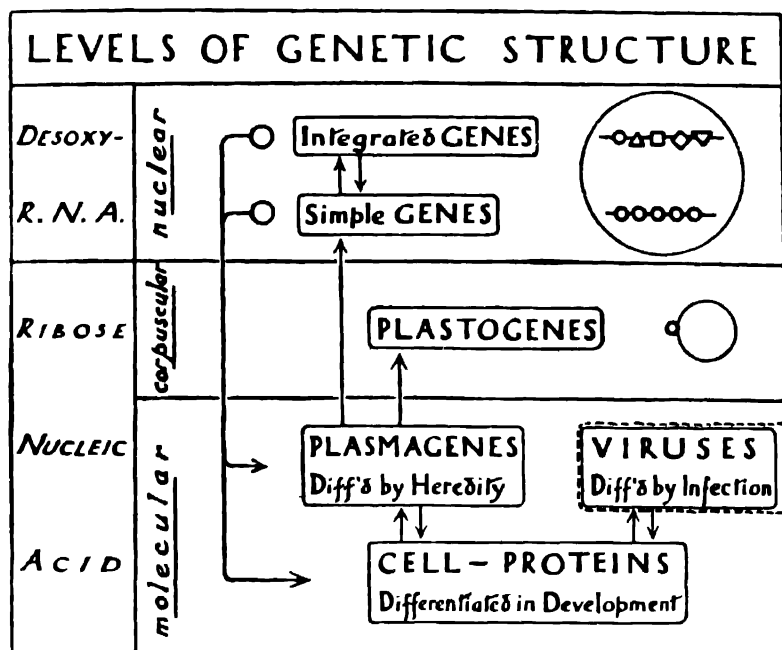 LEVELS OF GENETIC STRUCTURE
DESOXY-
R.N.A.
nuclear
Integrated GENES
Simple GENES
RIBOSE
corpuscular
PLASTOGENES
NUCLEIC
ACID
molecular
PLASMAGENES
Diff'd by Heredity
VIRUSES
Diff'd by Infection
CELL – PROTEINS
Differentiated in Development